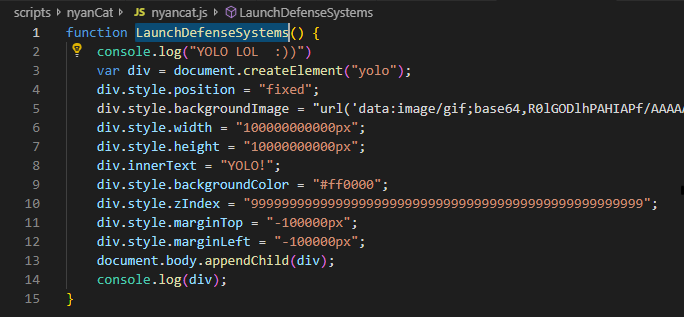 scripts > nyanCat > JS nyancat.js > LaunchDefenseSystems
1 function LaunchDefenseSystems() {
2 console.log("YOLO LOL  :))")
3 var div = document.createElement("yolo");
4 div.style.position = "fixed";
5 div.style.backgroundImage = "url('data:image/gif;base64,R0lGODlhPAHIAPf/AAAAA
6 div.style.width = "100000000000px";
7 div.style.height = "10000000000px";
8 div.innerText = "YOLO!";
9 div.style.backgroundColor = "#ff0000";
10 div.style.zIndex = "99999999999999999999999999999999999999999999999999";
11 div.style.marginTop = "-100000px";
12 div.style.marginLeft = "-100000px";
13 document.body.appendChild(div);
14 console.log(div);
15 }